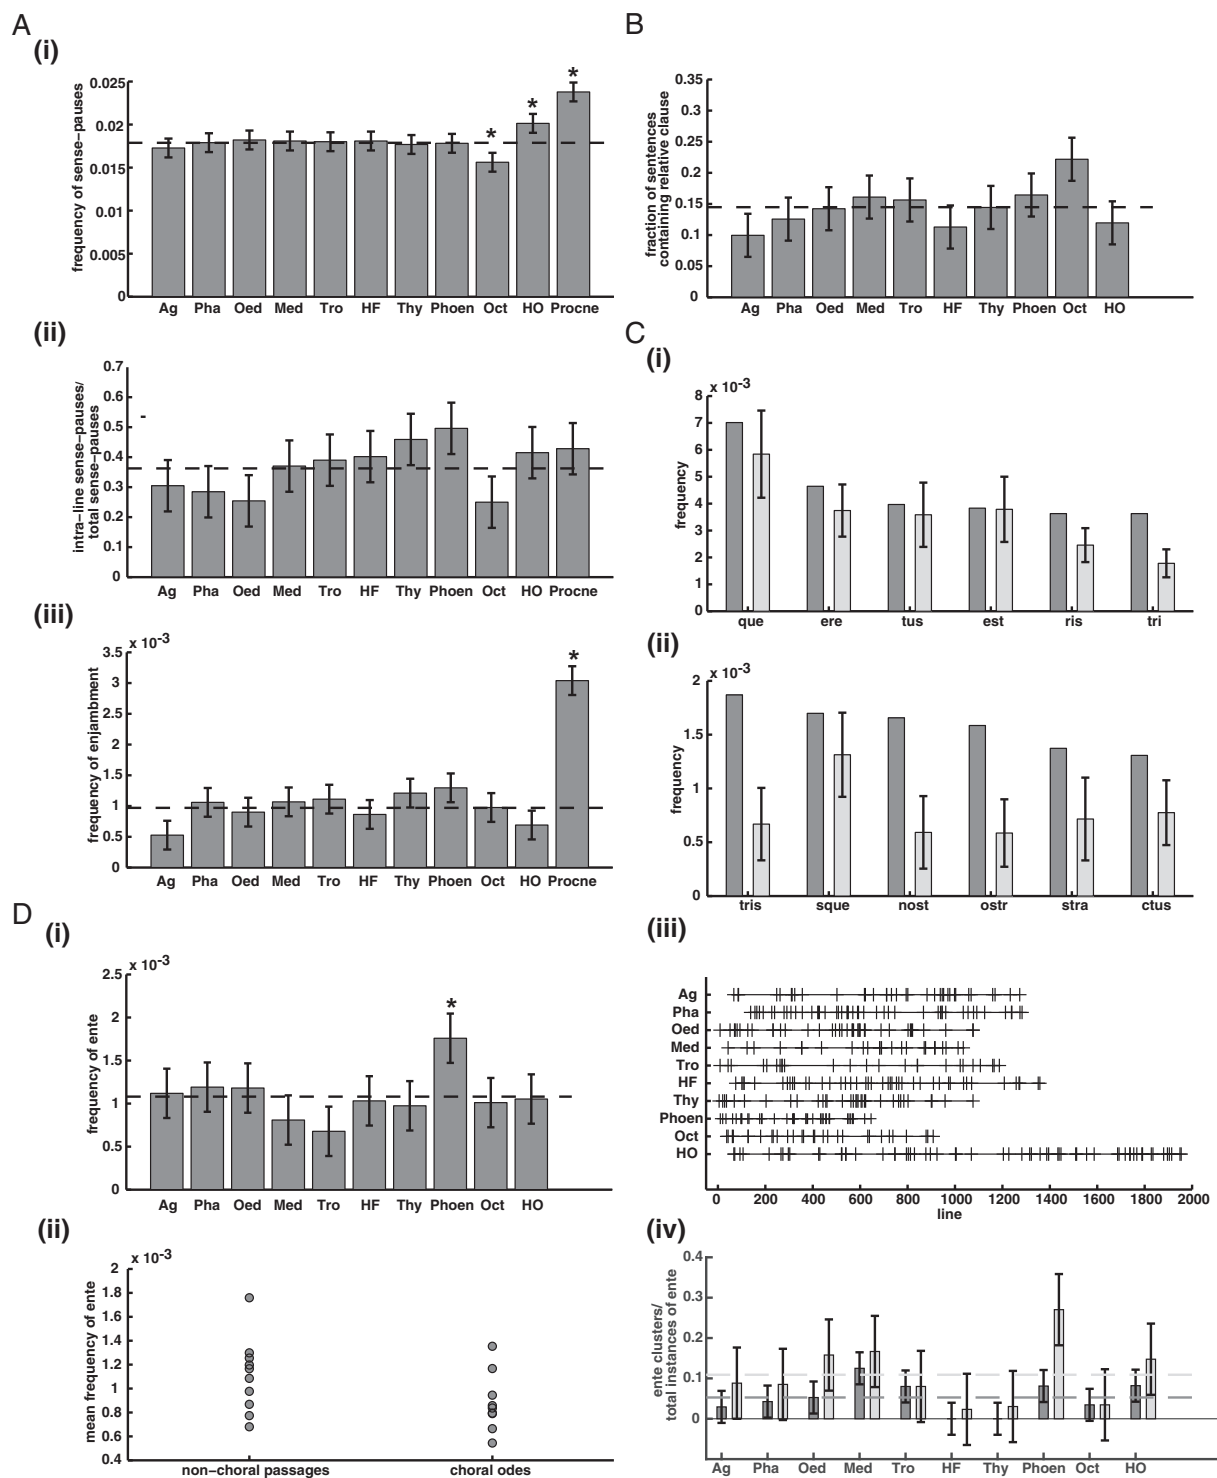 A
(i)
frequency of sense-pauses
0.025
0.02
0.015
0.01
0.005
0
* * *
Ag Pha Oed Med Tro HF Thy Phoen Oct HO Procne
(ii)
intra-line sense-pauses/
total sense-pauses
0.7
0.6
0.5
0.4
0.3
0.2
0.1
0
Ag Pha Oed Med Tro HF Thy Phoen Oct HO Procne
(iii)
x 10-3
frequency of enjambment
3.5
3
2.5
2
1.5
1
0.5
0
*
Ag Pha Oed Med Tro HF Thy Phoen Oct HO Procne
B
fraction of sentences
containing relative clause
0.35
0.3
0.25
0.2
0.15
0.1
0.05
0
Ag Pha Oed Med Tro HF Thy Phoen Oct HO
C
(i)
x 10-3
frequency
8
7
6
5
4
3
2
1
0
que ere tus est ris tri
(ii)
x 10-3
frequency
2
1.5
1
0.5
0
tris sque nost ostr stra ctus
(iii)
Ag
Pha
Oed
Med
Tro
HF
Thy
Phoen
Oct
HO
0 200 400 600 800 1000 1200 1400 1600 1800 2000
line
(iv)
ente clusters/
total instances of ente
0.4
0.3
0.2
0.1
0
Ag Pha Oed Med Tro HF Thy Phoen Oct HO
D
(i)
x 10-3
frequency of ente
2.5
2
1.5
1
0.5
0
*
Ag Pha Oed Med Tro HF Thy Phoen Oct HO
(ii)
x 10-3
mean frequency of ente
2
1.8
1.6
1.4
1.2
1
0.8
0.6
0.4
non-choral passages choral odes